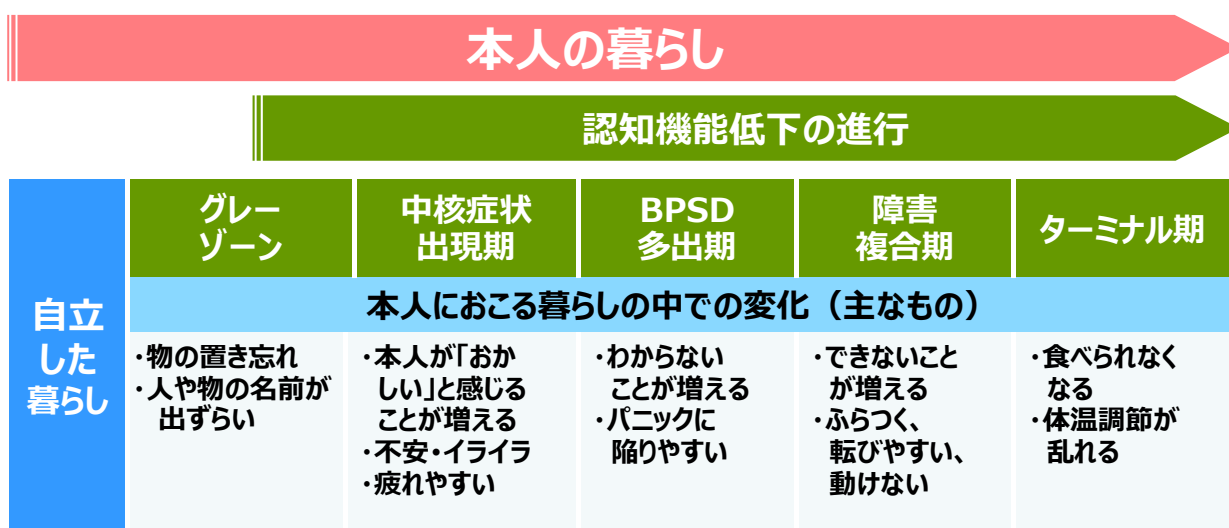 本人の暮らし
認知機能低下の進行
自立
した
暮らし
グレー
ゾーン
中核症状
出現期
BPSD
多出期
障害
複合期
ターミナル期
本人におこる暮らしの中での変化（主なもの）
・物の置き忘れ
・人や物の名前が
出ずらい
・本人が「おか
しい」と感じる
ことが増える
・不安・イライラ
・疲れやすい
・わからない
ことが増える
・パニックに
陥りやすい
・できないこと
が増える
・ふらつく、
転びやすい、
動けない
・食べられなく
なる
・体温調節が
乱れる